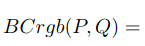 BCrgb(P, Q) =